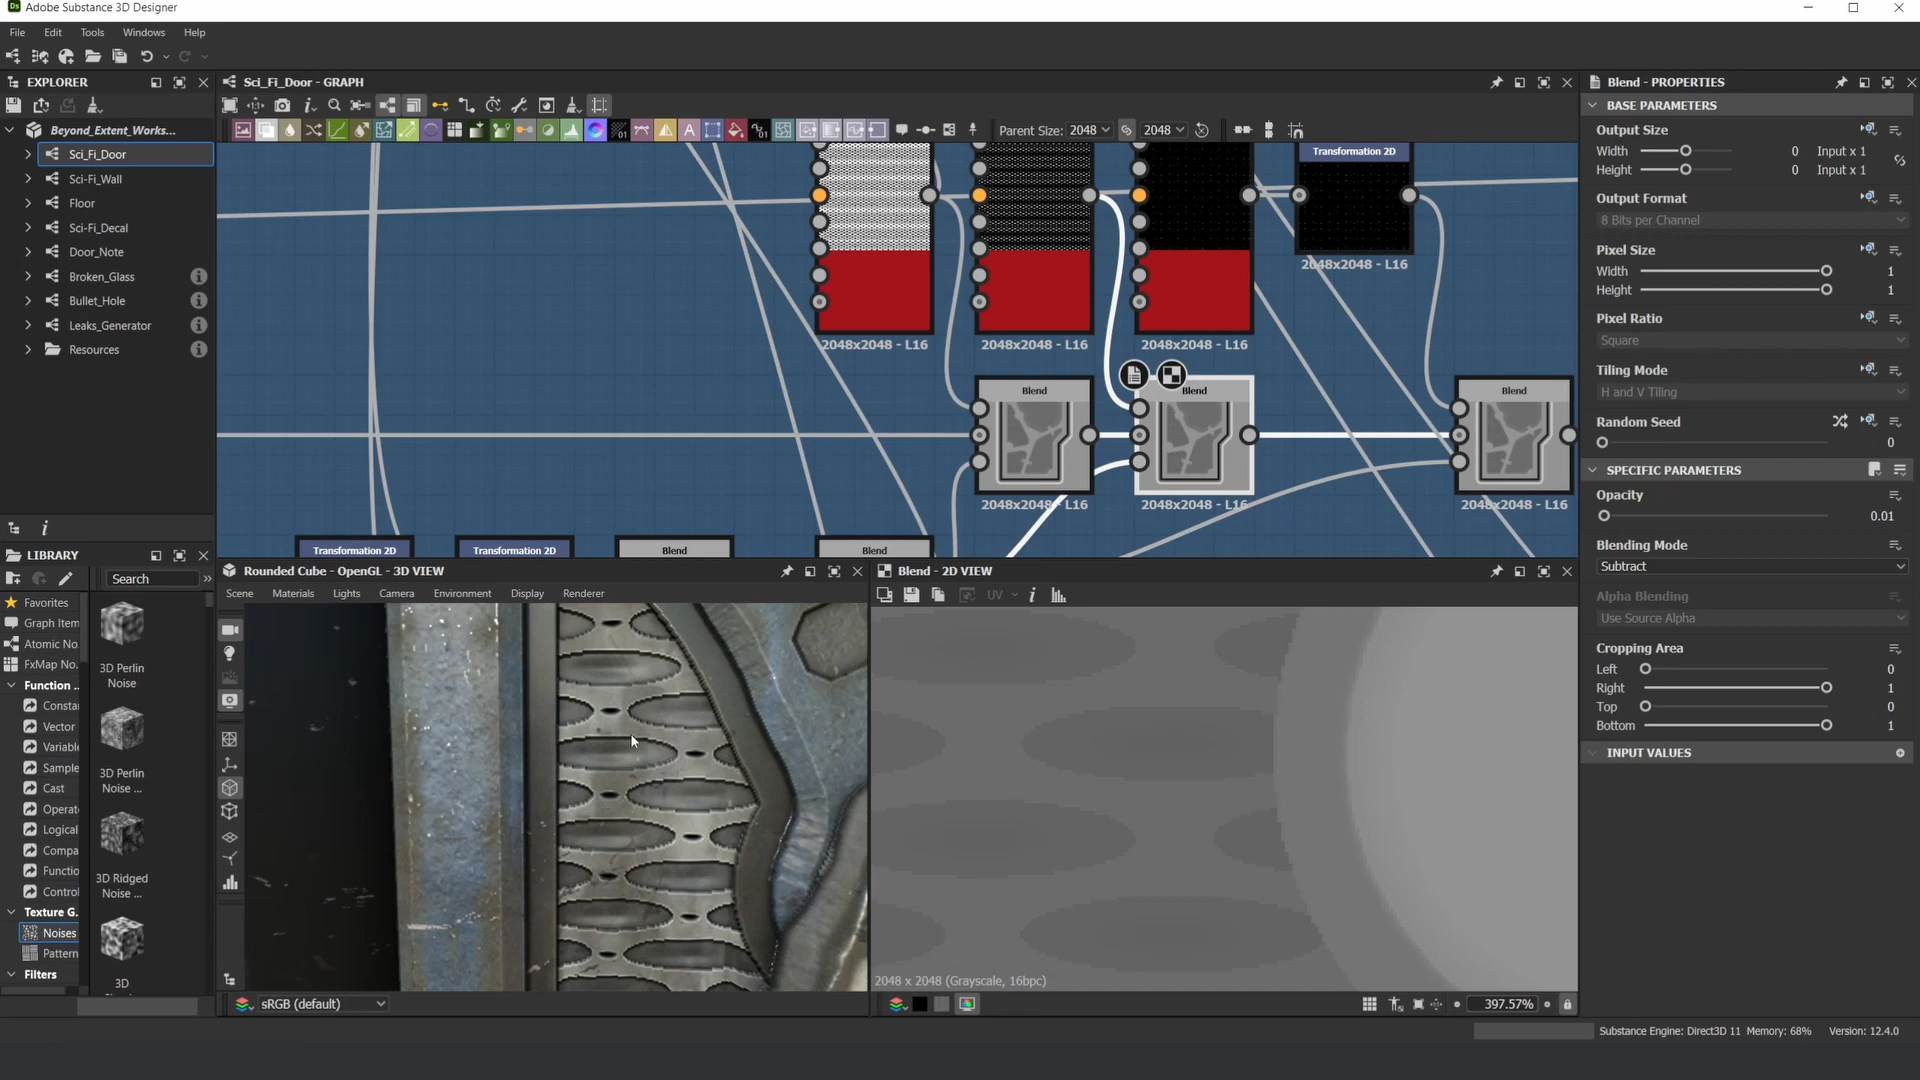 Adobe Substance 3D Designer
File Edit Tools Windows Help
EXPLORER
Beyond_Extent_Works...
Sci_Fi_Door
Sci-Fi_Wall
Floor
Sci-Fi_Decal
Door_Note
Broken_Glass
Bullet_Hole
Leaks_Generator
Resources
LIBRARY
Search
Favorites
Graph Item
Atomic No
FxMap No.
Function ..
Consta
Vector
Variable
Sample
Cast
Operat
Logical
Compa
Functio
Control
Texture G.
Noises
Pattern
Filters
3D Perlin
Noise
3D Perlin
Noise ...
3D Ridged
Noise ...
3D
Sci_Fi_Door - GRAPH
Parent Size: 2048 2048
Transformation 2D
2048x2048 - L16
2048x2048 - L16
2048x2048 - L16
2048x2048 - L16
Blend
Blend
Blend
2048x2048 - L16
2048x2048 - L16
2048x2048 - L16
Transformation 2D
Transformation 2D
Blend
Blend
Rounded Cube - OpenGL - 3D VIEW
Scene Materials Lights Camera Environment Display Renderer
sRGB (default)
Blend - 2D VIEW
UV
2048 x 2048 (Grayscale, 16bpc)
397.57%
Blend - PROPERTIES
BASE PARAMETERS
Output Size
Width 0 Input x 1
Height 0 Input x 1
Output Format
8 Bits per Channel
Pixel Size
Width 1
Height 1
Pixel Ratio
Square
Tiling Mode
H and V Tiling
Random Seed
0
SPECIFIC PARAMETERS
Opacity
0.01
Blending Mode
Subtract
Alpha Blending
Use Source Alpha
Cropping Area
Left 0
Right 1
Top 0
Bottom 1
INPUT VALUES
Substance Engine: Direct3D 11 Memory: 68% Version: 12.4.0